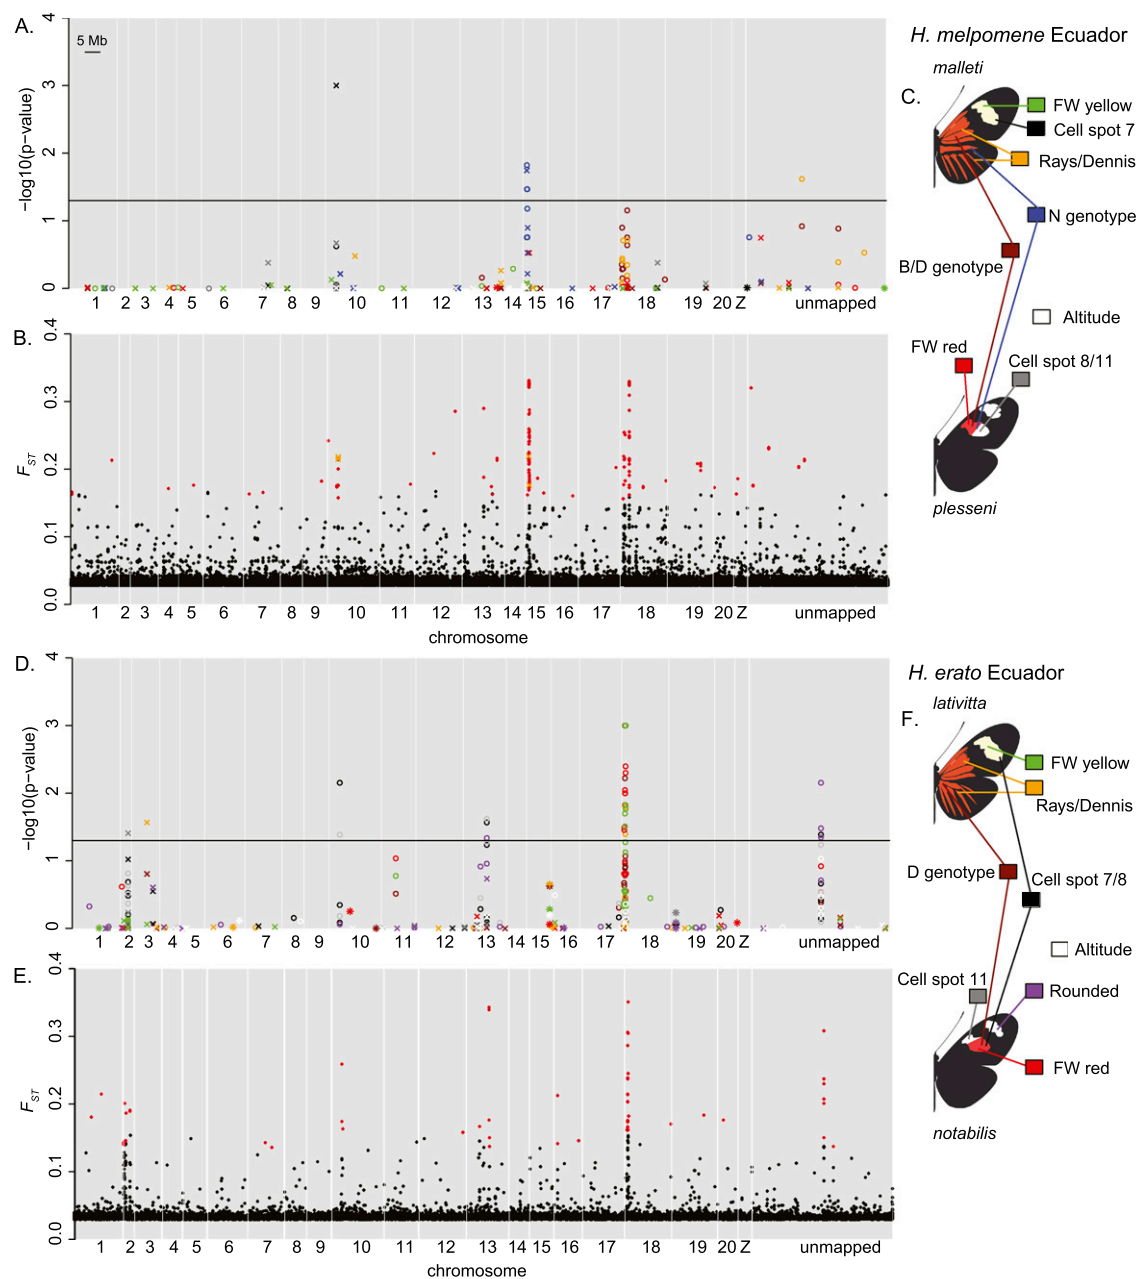 A.
4
3
2
1
0
−log10(p−value)
5 Mb
1 2 3 4 5 6 7 8 9 10 11 12 13 14 15 16 17 18 19 20 Z unmapped
B.
0.4
0.3
0.2
0.1
0.0
FST
1 2 3 4 5 6 7 8 9 10 11 12 13 14 15 16 17 18 19 20 Z unmapped
chromosome
H. melpomene Ecuador
malleti
C.
FW yellow
Cell spot 7
Rays/Dennis
N genotype
B/D genotype
Altitude
FW red
Cell spot 8/11
plesseni
D.
4
3
2
1
0
−log10(p−value)
1 2 3 4 5 6 7 8 9 10 11 12 13 14 15 16 17 18 19 20 Z unmapped
E.
0.4
0.3
0.2
0.1
0.0
FST
1 2 3 4 5 6 7 8 9 10 11 12 13 14 15 16 17 18 19 20 Z unmapped
chromosome
H. erato Ecuador
lativitta
F.
FW yellow
Rays/Dennis
D genotype
Cell spot 7/8
Altitude
Cell spot 11
Rounded
FW red
notabilis